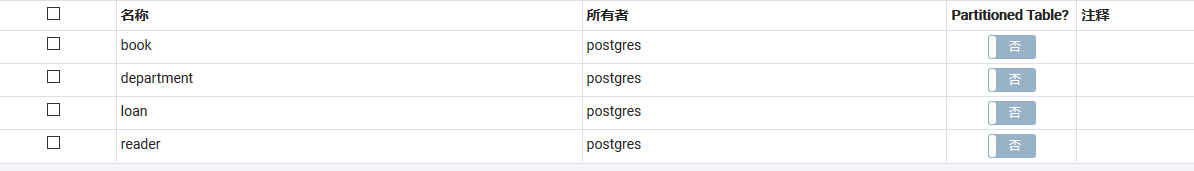 名称 所有者 Partitioned Table? 注释
book postgres 否
department postgres 否
loan postgres 否
reader postgres 否